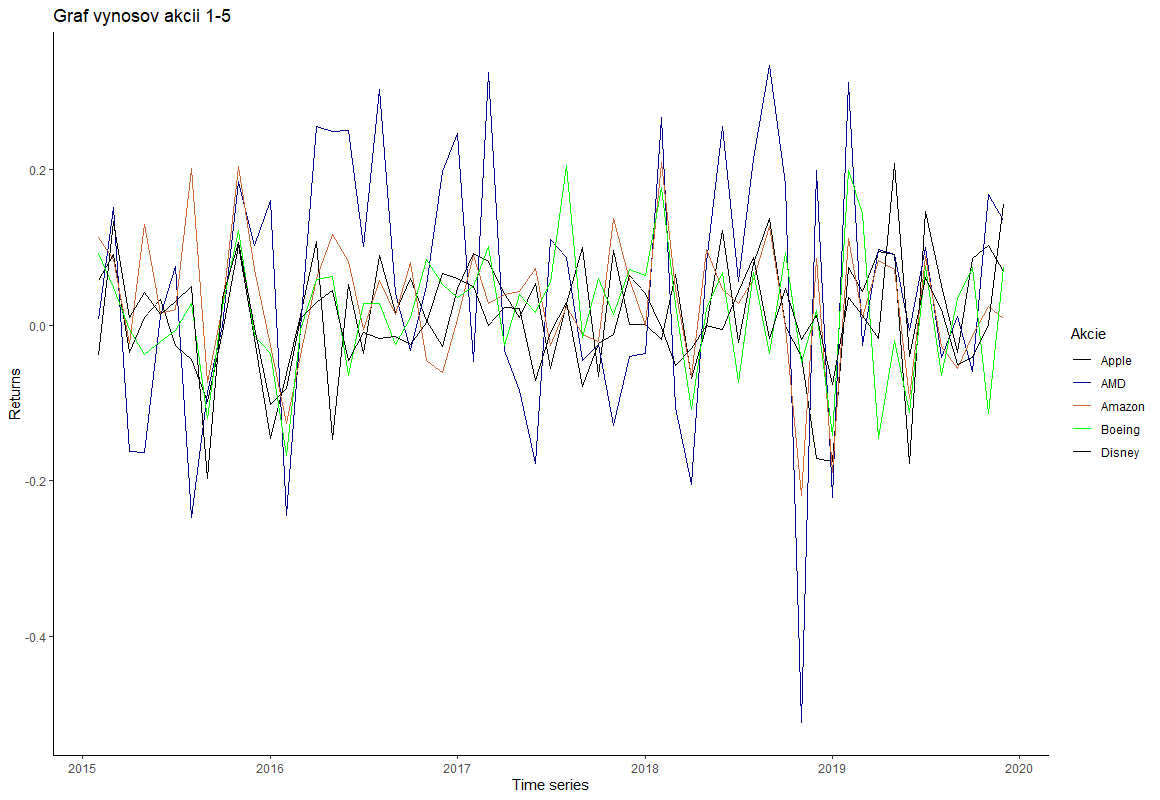 Graf vynosov akcii 1-5
Returns
0.2
0.0
-0.2
-0.4
2015
2016
2017
2018
2019
2020
Time series
Akcie
Apple
AMD
Amazon
Boeing
Disney